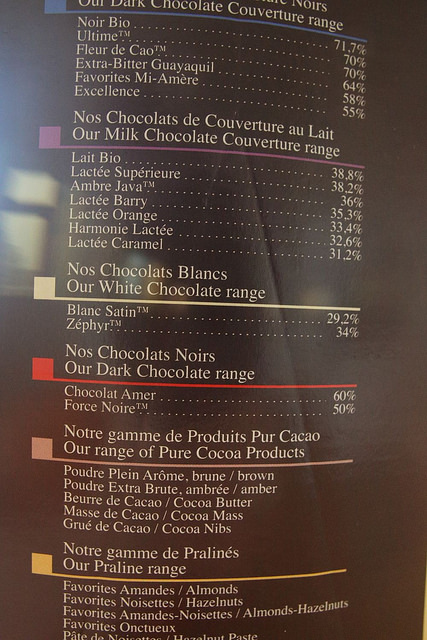 Noirs
Our Dark Chocolate Couverture range
Noir Bio 71,7%
Ultime™ 70%
Fleur de Cao™ 70%
Extra-Bitter Guayaquil 64%
Favorites Mi-Amère 58%
Excellence 55%
Nos Chocolats de Couverture au Lait
Our Milk Chocolate Couverture range
Lait Bio 38,8%
Lactée Supérieure 38,2%
Ambre Java™ 36%
Lactée Barry 35,3%
Lactée Orange 33,4%
Harmonie Lactée 32,6%
Lactée Caramel 31,2%
Nos Chocolats Blancs
Our White Chocolate range
Blanc Satin™ 29,2%
Zéphyr™ 34%
Nos Chocolats Noirs
Our Dark Chocolate range
Chocolat Amer 60%
Force Noire™ 50%
Notre gamme de Produits Pur Cacao
Our range of Pure Cocoa Products
Poudre Plein Arôme, brune / brown
Poudre Extra Brute, ambrée / amber
Beurre de Cacao / Cocoa Butter
Masse de Cacao / Cocoa Mass
Grué de Cacao / Cocoa Nibs
Notre gamme de Pralinés
Our Praline range
Favorites Amandes / Almonds
Favorites Noisettes / Hazelnuts
Favorites Amandes-Noisettes / Almonds-Hazelnuts
Favorites Onctueux
Pâte de Noisettes / Hazelnut Paste